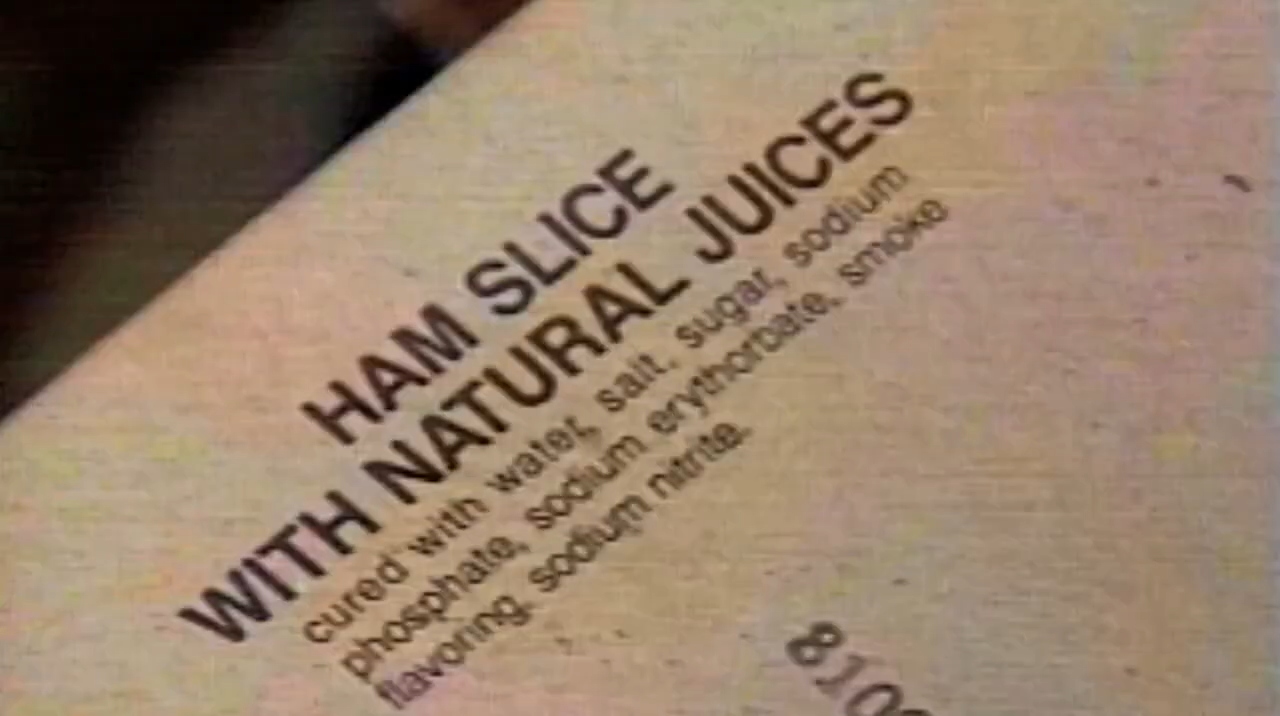 HAM SLICE
WITH NATURAL JUICES
cured with water, salt, sugar, sodium
phosphate, sodium erythorbate, smoke
flavoring, sodium nitrite.